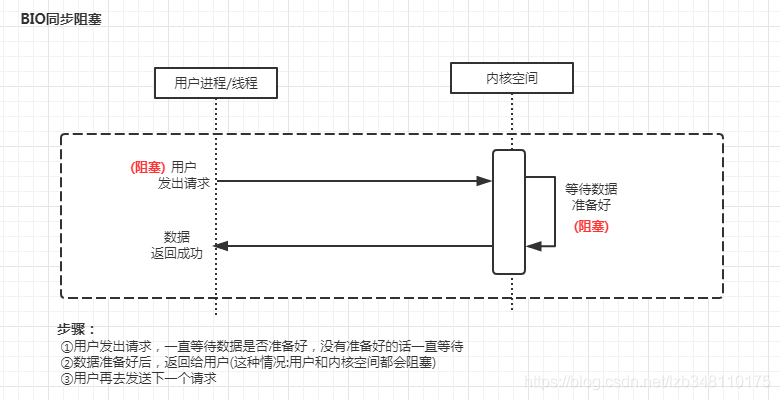 BIO同步阻塞
用户进程/线程
内核空间
(阻塞) 用户
发出请求
等待数据
准备好
(阻塞)
数据
返回成功
步骤：
①用户发出请求，一直等待数据是否准备好，没有准备好的话一直等待
②数据准备好后，返回给用户(这种情况:用户和内核空间都会阻塞)
③用户再去发送下一个请求
https://blog.csdn.net/lzb348110175